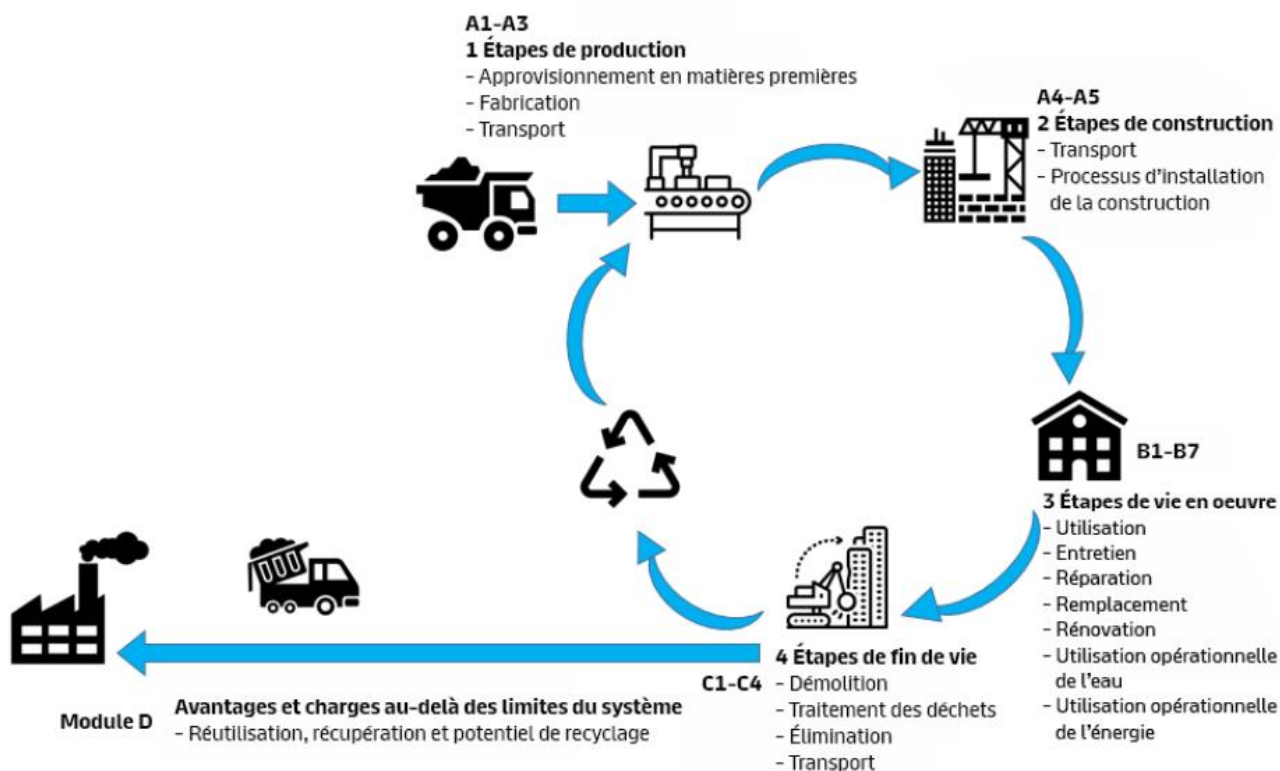 A1-A3
1 Étapes de production
- Approvisionnement en matières premières
- Fabrication
- Transport
A4-A5
2 Étapes de construction
- Transport
- Processus d'installation
de la construction
B1-B7
3 Étapes de vie en oeuvre
- Utilisation
- Entretien
- Réparation
- Remplacement
- Rénovation
- Utilisation opérationnelle
de l'eau
- Utilisation opérationnelle
de l'énergie
C1-C4
4 Étapes de fin de vie
- Démolition
- Traitement des déchets
- Élimination
- Transport
Module D
Avantages et charges au-delà des limites du système
- Réutilisation, récupération et potentiel de recyclage